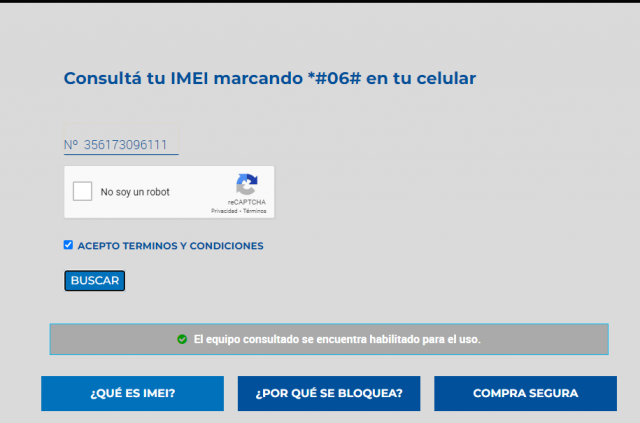 Consultá tu IMEI marcando *#06# en tu celular
Nº 356173096111
No soy un robot
reCAPTCHA
Privacidad - Términos
ACEPTO TERMINOS Y CONDICIONES
BUSCAR
El equipo consultado se encuentra habilitado para el uso.
¿QUÉ ES IMEI? ¿POR QUÉ SE BLOQUEA? COMPRA SEGURA